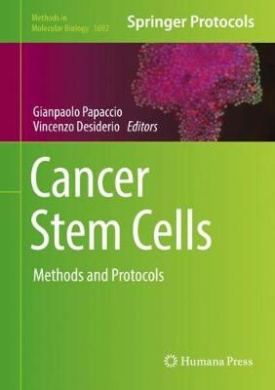 Methods in
Molecular Biology 1692
Springer Protocols
Gianpaolo Papaccio
Vincenzo Desiderio Editors
Cancer
Stem Cells
Methods and Protocols
Humana Press